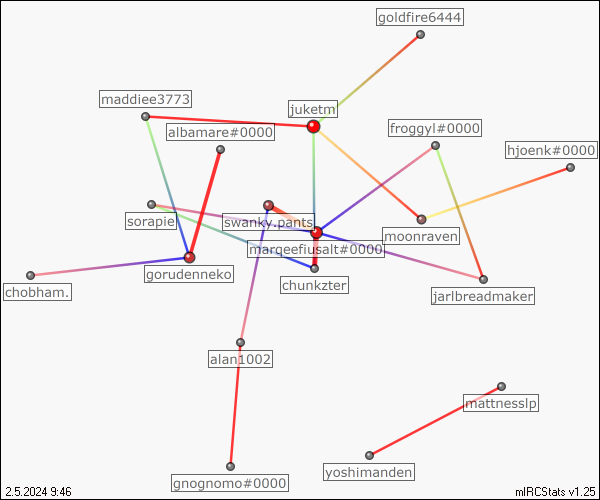 goldfire6444
maddiee3773
juketm
albamare#0000
froggyl#0000
hjoenk#0000
sorapiel
swanky.pants
moonraven
marqeefiusalt#0000
gorudenneko
chunkzter
chobham.
jarlbreadmaker
alan1002
mattnesslp
gnognomo#0000
yoshimanden
2.5.2024 9:46
mIRCStats v1.25